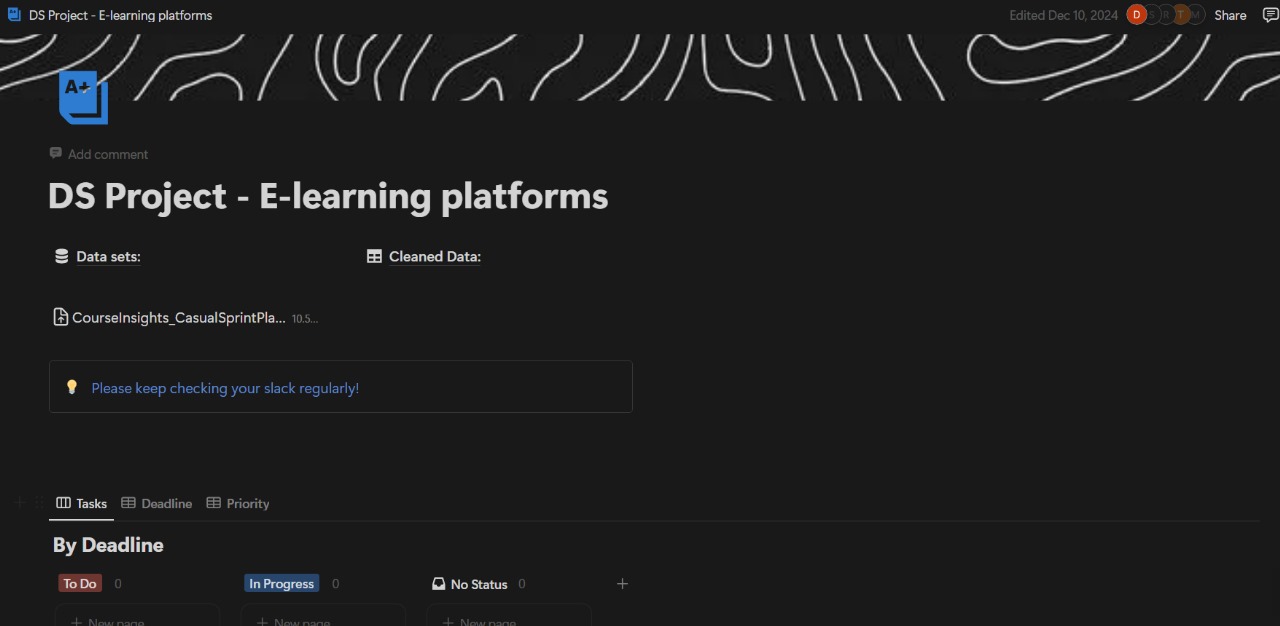 DS Project - E-learning platforms
Edited Dec 10, 2024 D S R T M Share
A+
Add comment
DS Project - E-learning platforms
Data sets: Cleaned Data:
CourseInsights_CasualSprintPla... 10.5...
Please keep checking your slack regularly!
Tasks Deadline Priority
By Deadline
To Do 0 In Progress 0 No Status 0
New page New page New page